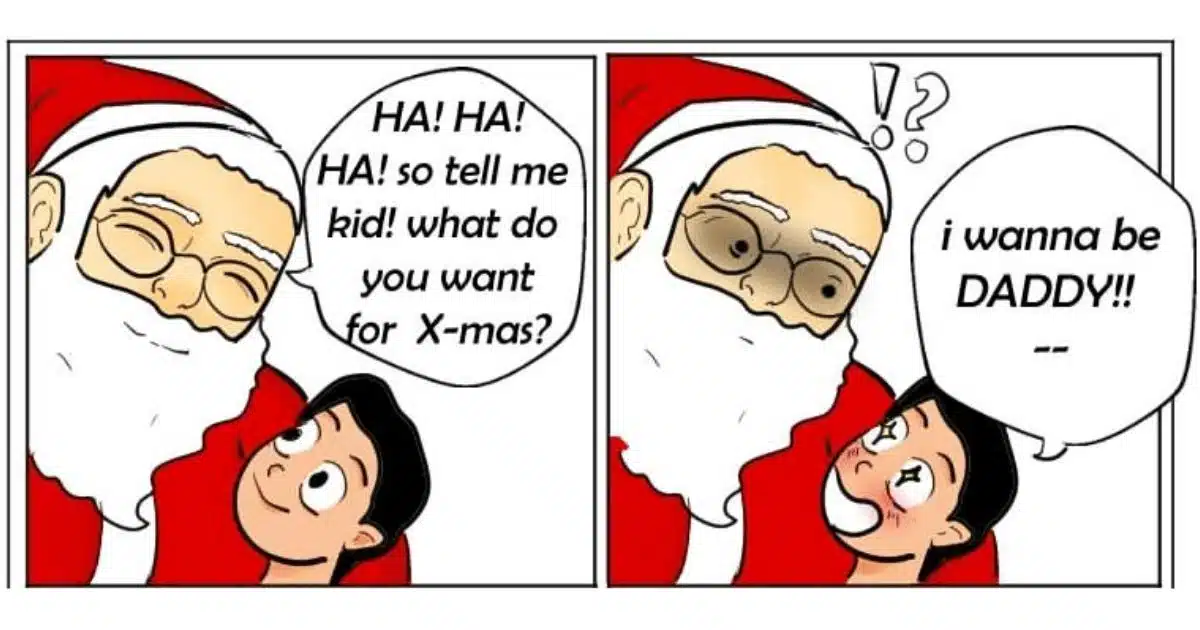 HA! HA!
HA! so tell me
kid! what do
you want
for X-mas?
!?
i wanna be
DADDY!!
--